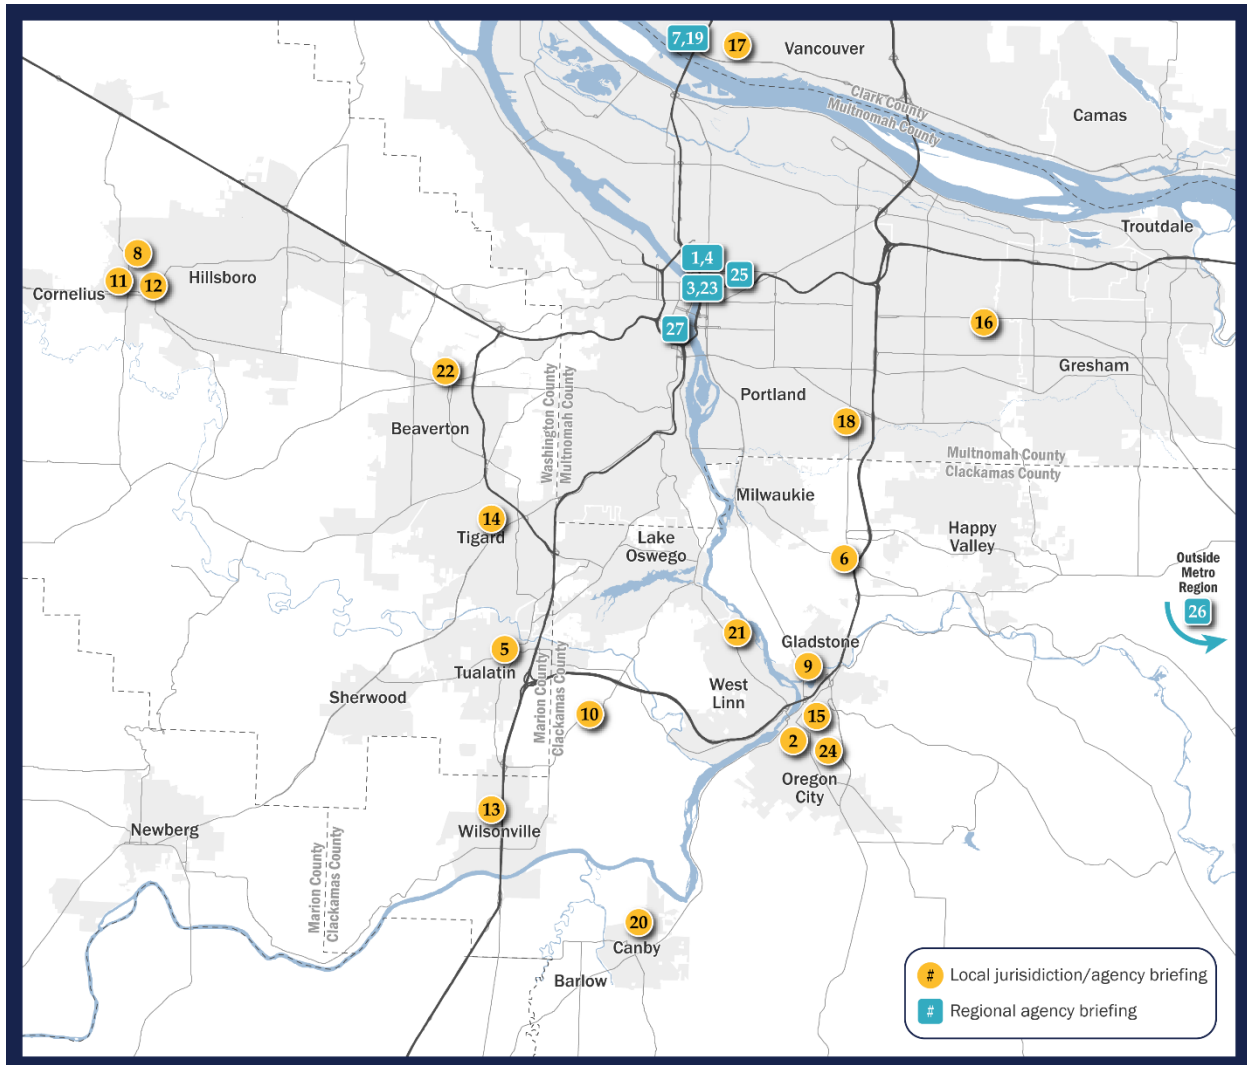 7,19
17
Vancouver
Clark County
Multnomah County
Camas
Troutdale
8
11
12
Hillsboro
Cornelius
1,4
25
3,23
27
16
Gresham
22
Beaverton
Washington County
Multnomah County
Portland
18
Multnomah County
Clackamas County
Milwaukie
14
Tigard
Lake
Oswego
Happy
Valley
6
Outside
Metro
Region
26
21
Gladstone
9
5
Tualatin
Sherwood
Marion County
Clackamas County
10
West
Linn
15
2
24
Oregon
City
13
Wilsonville
Newberg
Marion County
Clackamas County
20
Canby
Barlow
# Local jurisdiction/agency briefing
# Regional agency briefing